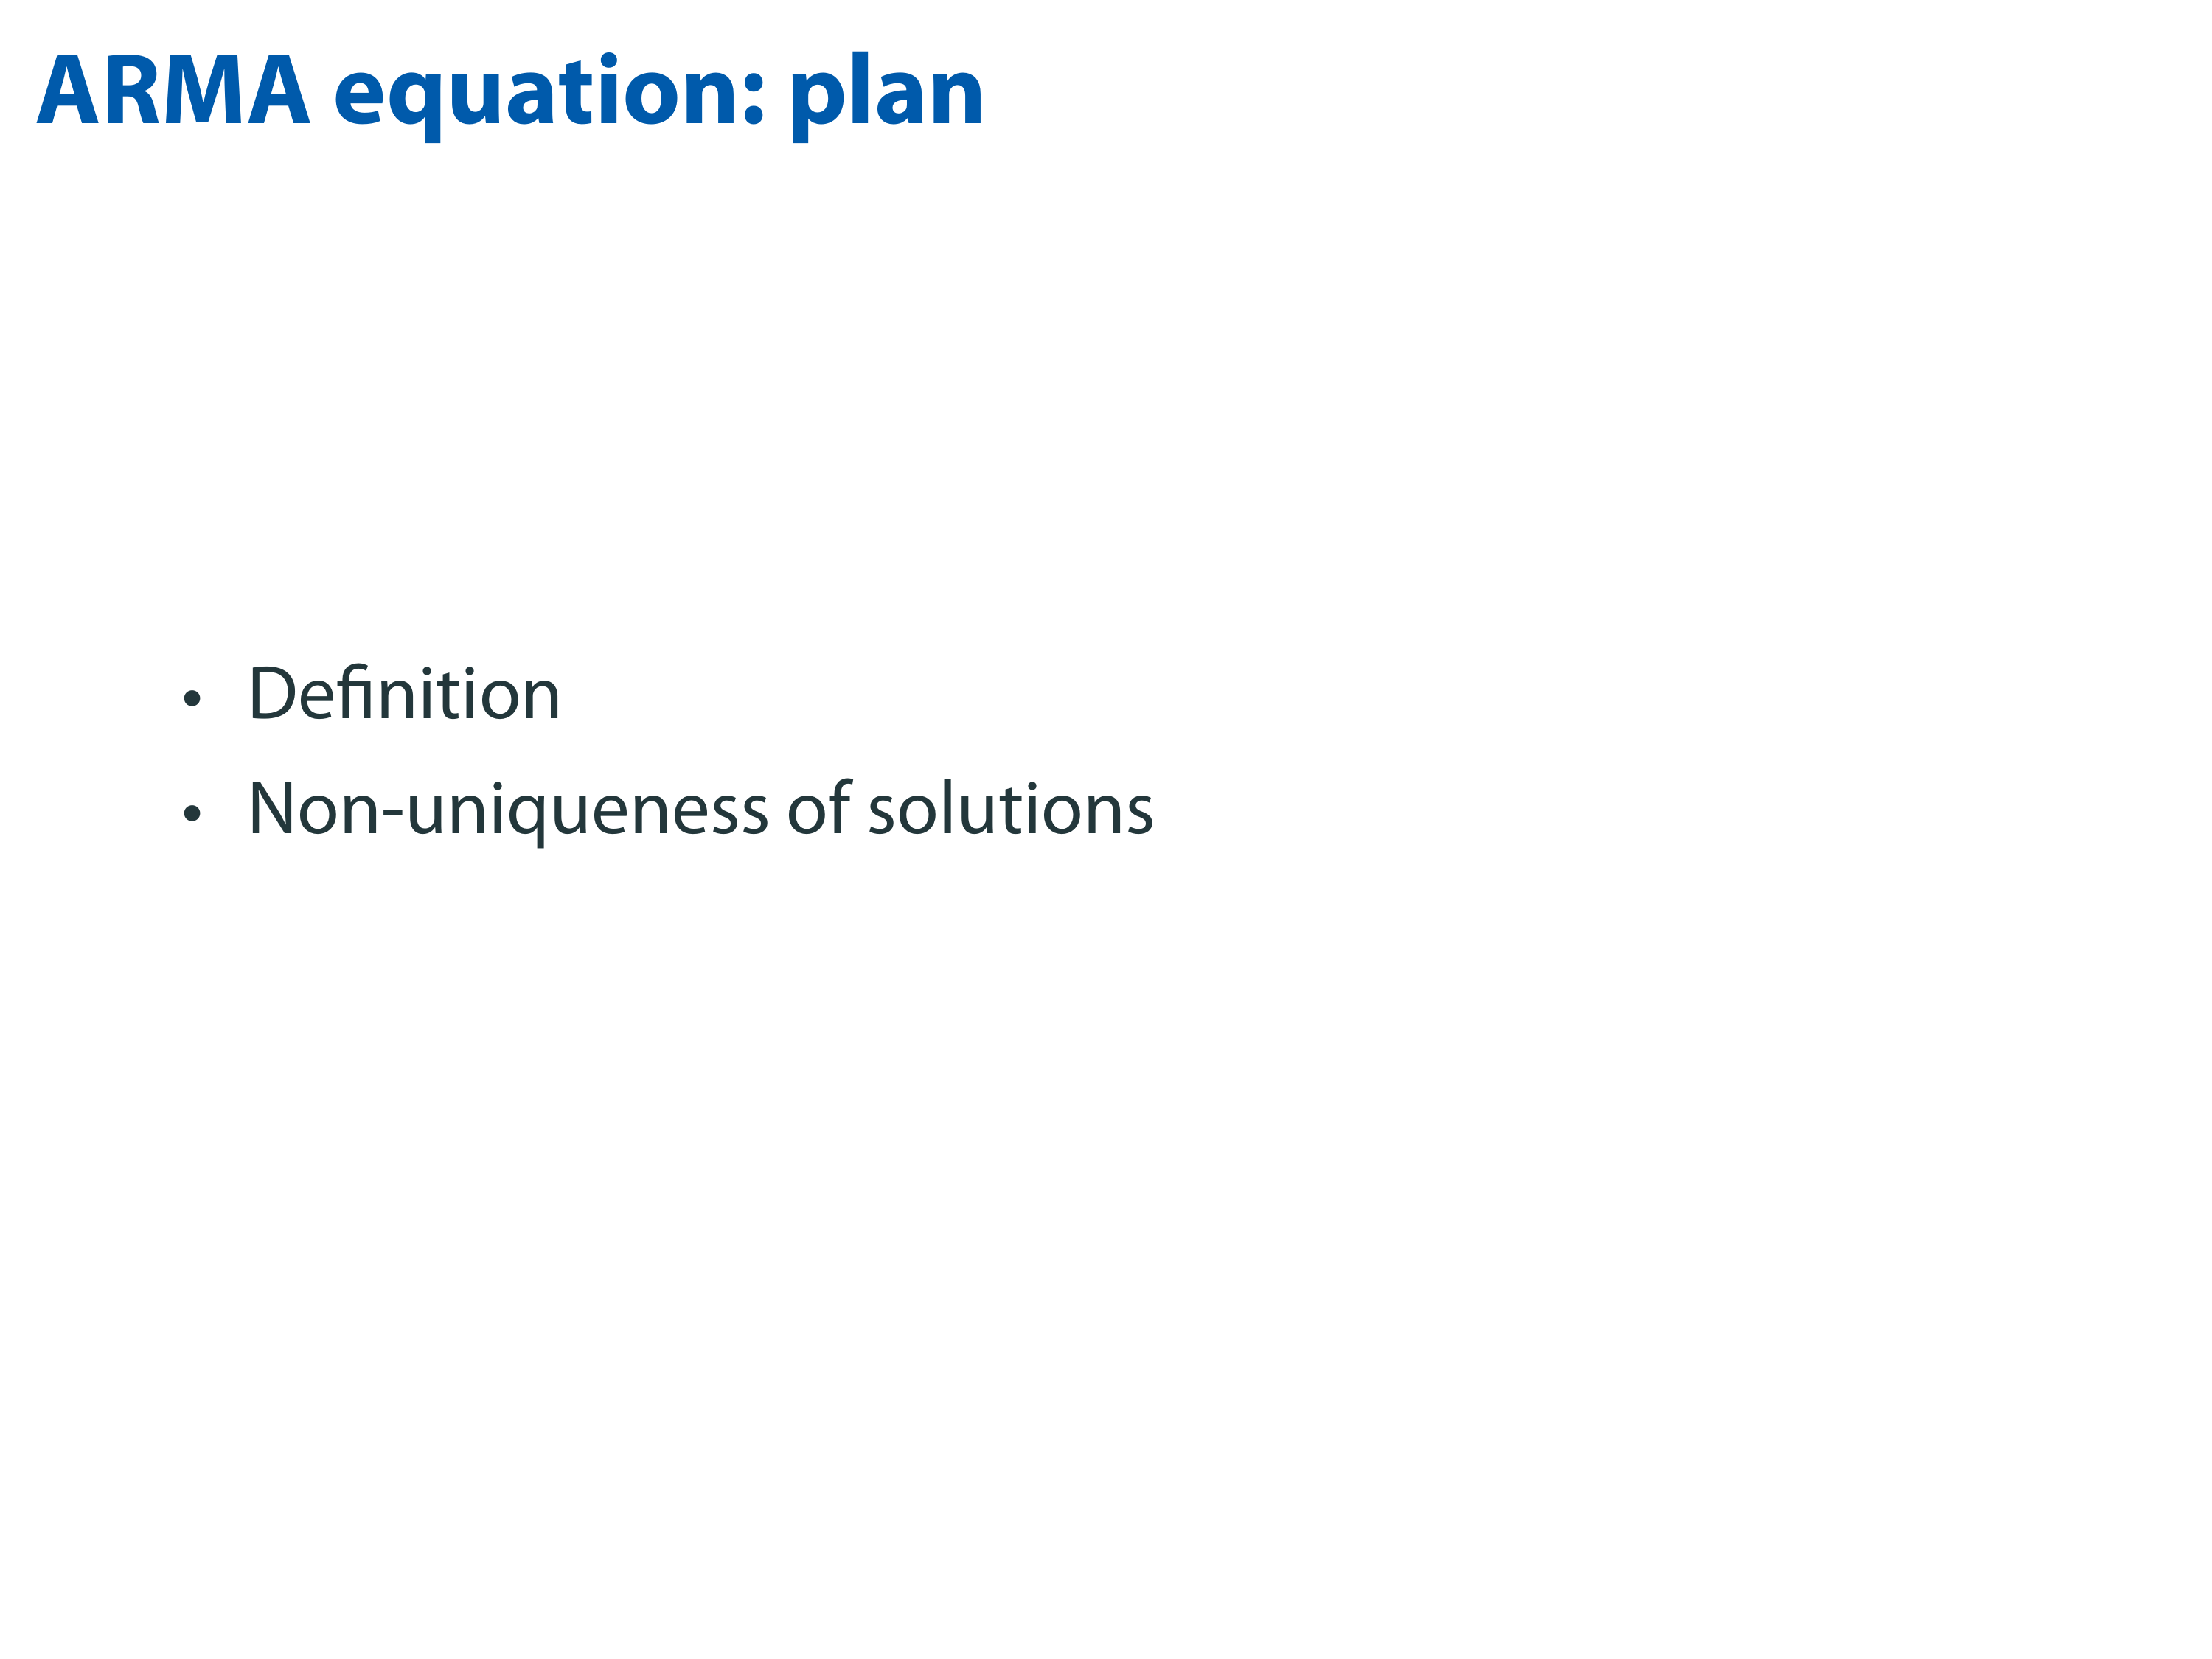 ARMA equation: plan
• Definition
• Non-uniqueness of solutions